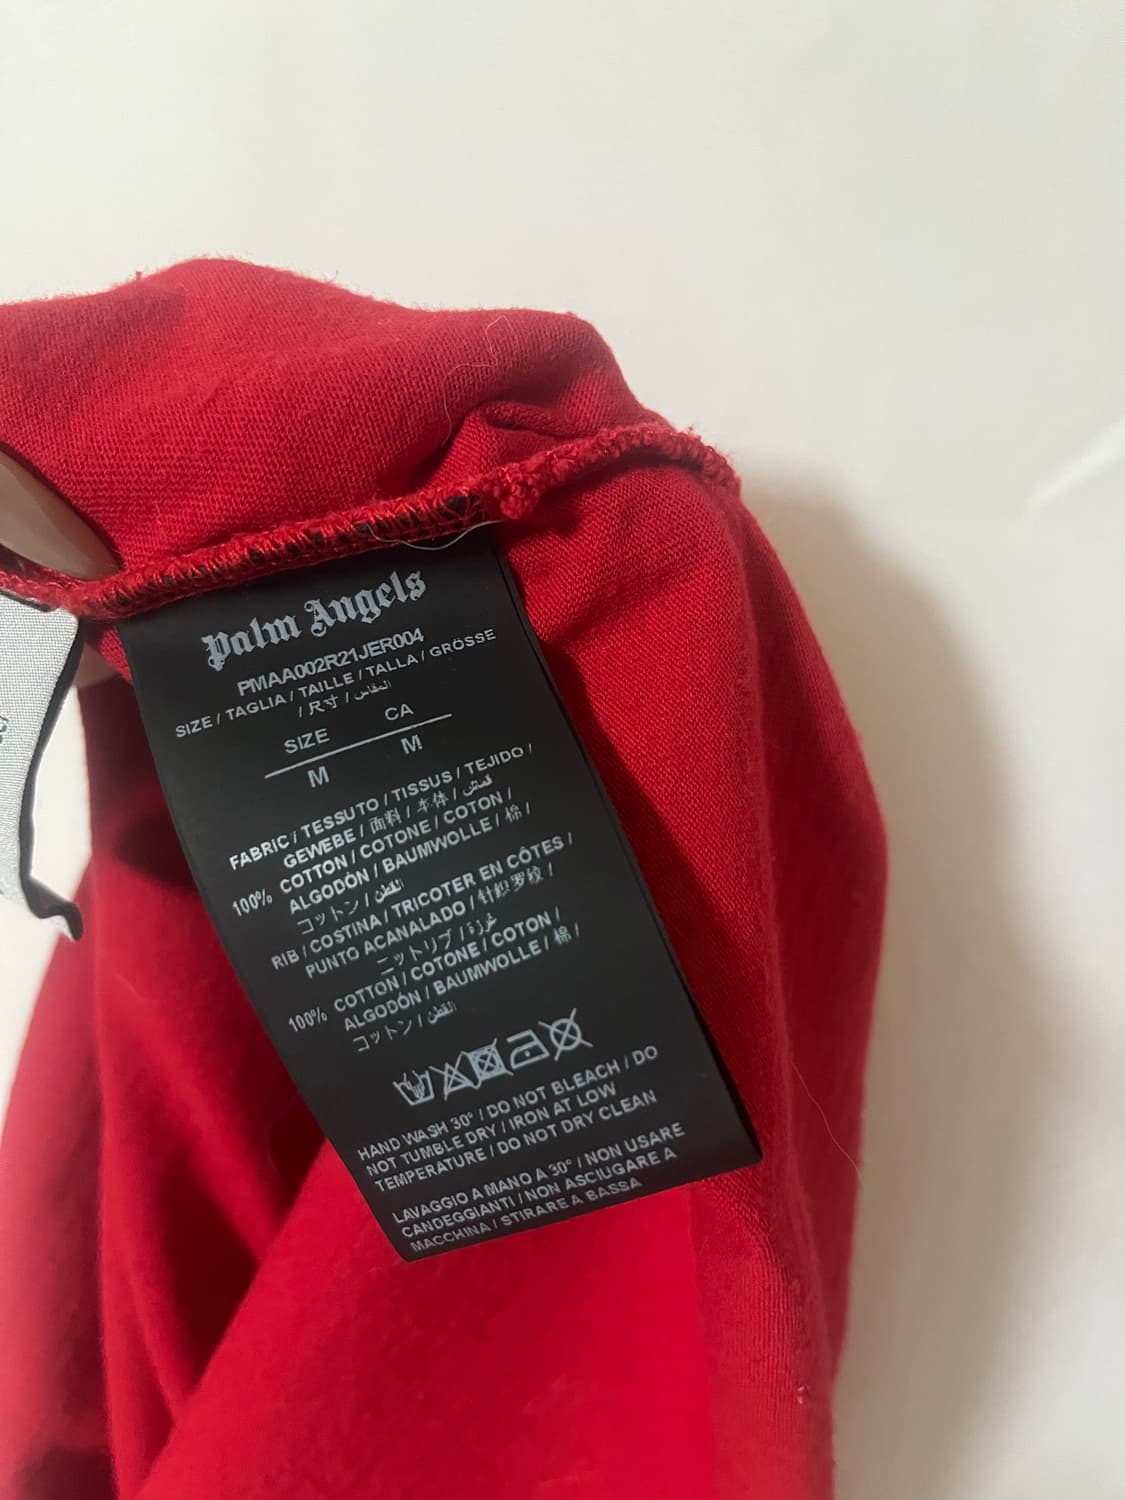 Palm Angels
PMAA002R21JER004
SIZE / TAGLIA / TAILLE / TALLA / GRÖSSE
/ 尺寸 / المقاس
SIZE CA
M M
FABRIC / TESSUTO / TISSUS / TEJIDO /
GEWEBE / 面料 / 本体 / قماش
100% COTTON / COTONE / COTON /
ALGODÓN / BAUMWOLLE / 棉 /
コットン / القطن
RIB / COSTINA / TRICOTER EN CÔTES /
PUNTO ACANALADO / 针织罗纹 /
ニットリブ / غرزة
100% COTTON / COTONE / COTON /
ALGODÓN / BAUMWOLLE / 棉 /
コットン / القطن
HAND WASH 30° / DO NOT BLEACH / DO
NOT TUMBLE DRY / IRON AT LOW
TEMPERATURE / DO NOT DRY CLEAN
LAVAGGIO A MANO A 30° / NON USARE
CANDEGGIANTI / NON ASCIUGARE A
MACCHINA / STIRARE A BASSA